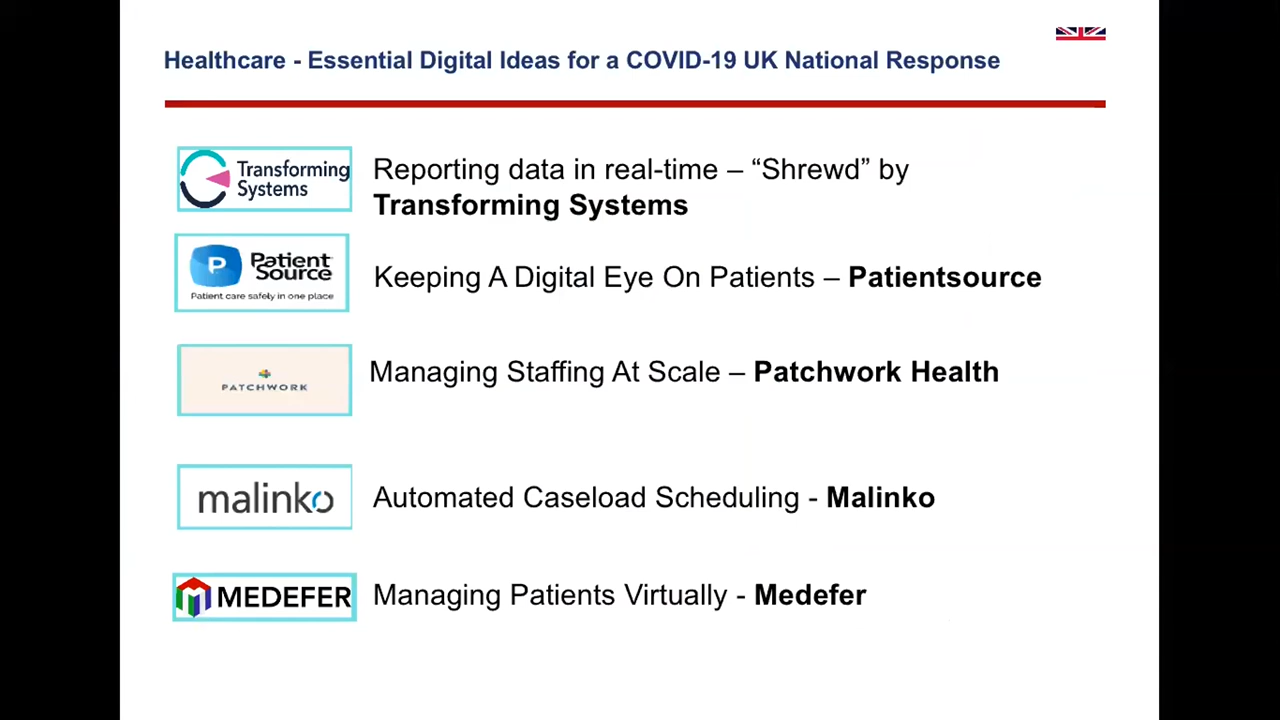 Healthcare - Essential Digital Ideas for a COVID-19 UK National Response
Transforming
Systems
Reporting data in real-time – “Shrewd” by
Transforming Systems
P
Patient
Source
Patient care safely in one place
Keeping A Digital Eye On Patients – Patientsource
PATCHWORK
Managing Staffing At Scale – Patchwork Health
malinko
Automated Caseload Scheduling - Malinko
MEDEFER
Managing Patients Virtually - Medefer